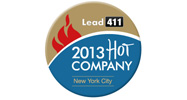 Lead 411
2013 HOT
COMPANY
New York City